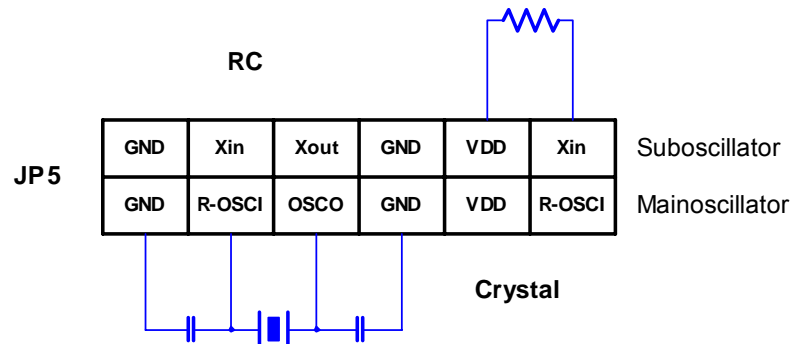 RC
GND Xin Xout GND VDD Xin Suboscillator
JP5
GND R-OSCI OSCO GND VDD R-OSCI Mainoscillator
Crystal